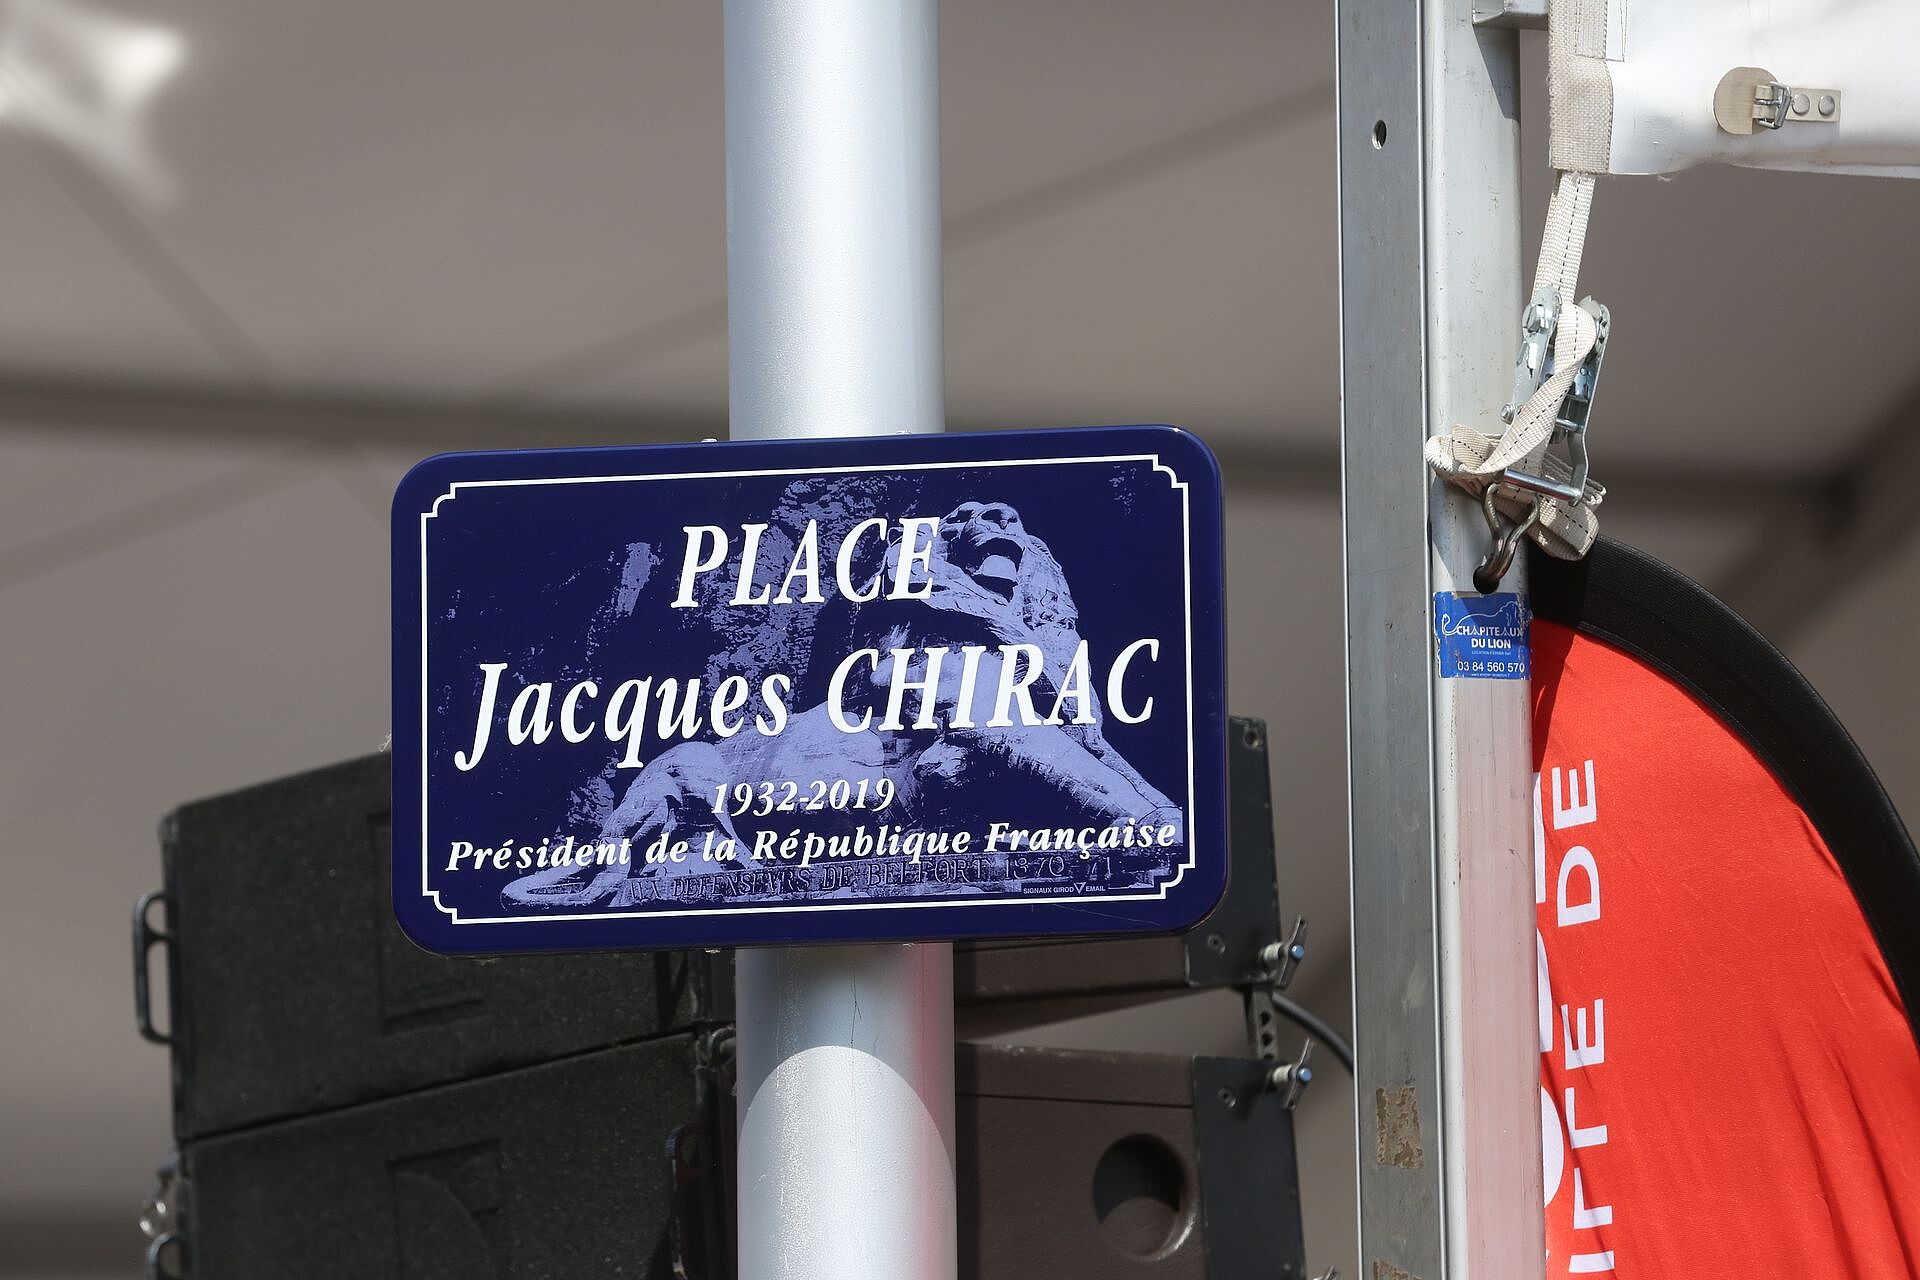 PLACE
Jacques CHIRAC
1932-2019
Président de la République Française
AUX DEFENSEURS DE BELFORT 1870-71
SIGNAUX GIROD EMAIL
CHAPITEAUX
DU LION
03 84 560 570
DE